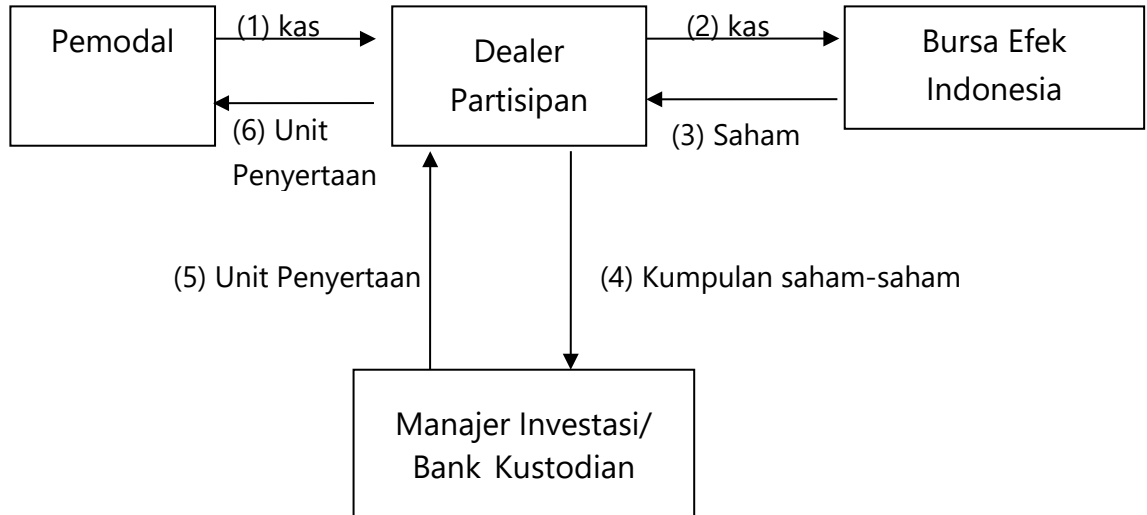 Pemodal
(1) kas
Dealer
Partisipan
(2) kas
Bursa Efek
Indonesia
(6) Unit
Penyertaan
(3) Saham
(5) Unit Penyertaan
(4) Kumpulan saham-saham
Manajer Investasi/
Bank Kustodian